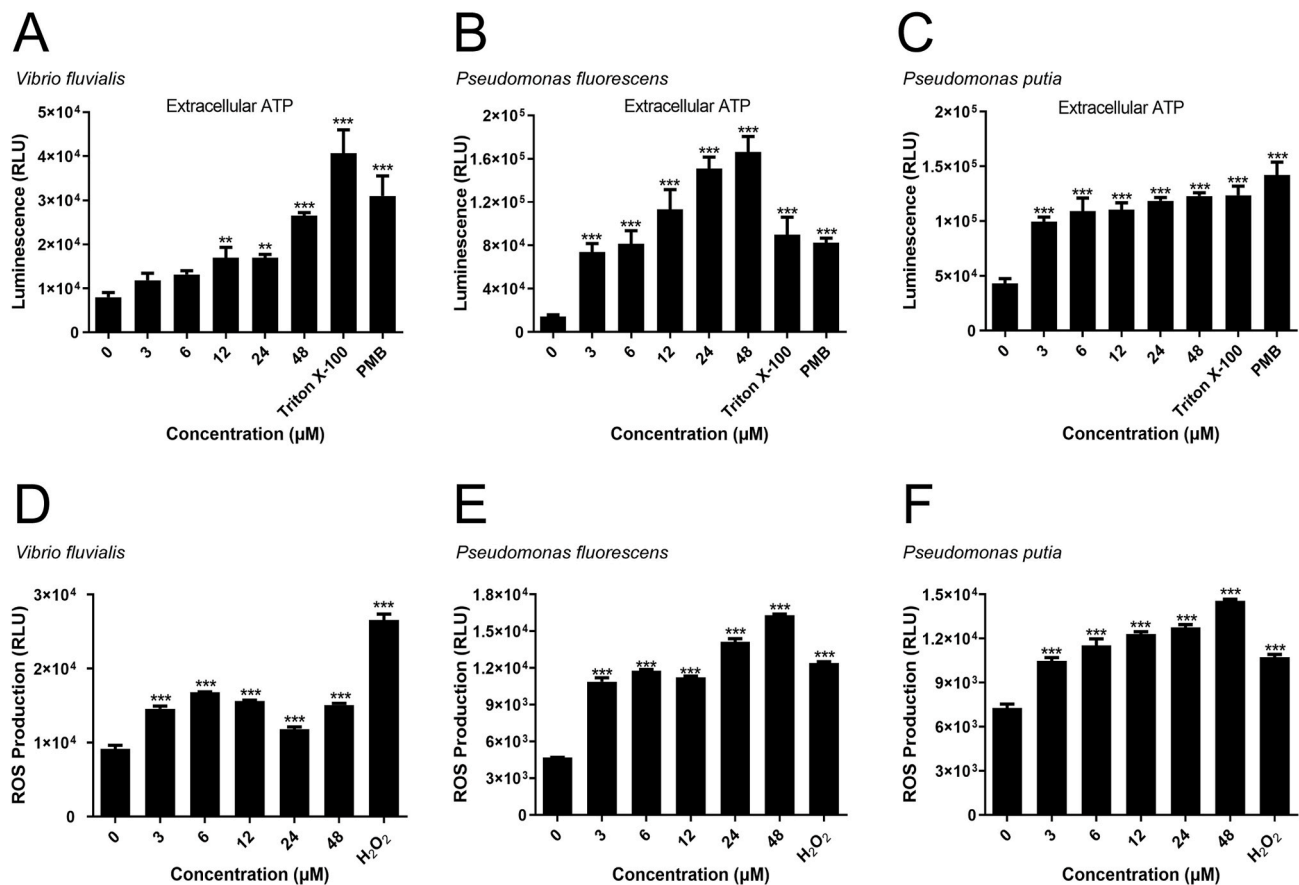 A
Vibrio fluvialis
Extracellular ATP
Luminescence (RLU)
5×10⁴
4×10⁴
3×10⁴
2×10⁴
1×10⁴
0
** ** *** *** ***
0 3 6 12 24 48 Triton X-100 PMB
Concentration (µM)
B
Pseudomonas fluorescens
Extracellular ATP
Luminescence (RLU)
2×10⁵
1.6×10⁵
1.2×10⁵
8×10⁴
4×10⁴
0
*** *** *** *** *** *** ***
0 3 6 12 24 48 Triton X-100 PMB
Concentration (µM)
C
Pseudomonas putia
Extracellular ATP
Luminescence (RLU)
2×10⁵
1.5×10⁵
1×10⁵
5×10⁴
0
*** *** *** *** *** *** ***
0 3 6 12 24 48 Triton X-100 PMB
Concentration (µM)
D
Vibrio fluvialis
ROS Production (RLU)
3×10⁴
2×10⁴
1×10⁴
0
*** *** *** *** *** ***
0 3 6 12 24 48 H₂O₂
Concentration (µM)
E
Pseudomonas fluorescens
ROS Production (RLU)
1.8×10⁴
1.5×10⁴
1.2×10⁴
9×10³
6×10³
3×10³
0
*** *** *** *** *** ***
0 3 6 12 24 48 H₂O₂
Concentration (µM)
F
Pseudomonas putia
ROS Production (RLU)
1.5×10⁴
1.2×10⁴
9×10³
6×10³
3×10³
0
*** *** *** *** *** ***
0 3 6 12 24 48 H₂O₂
Concentration (µM)